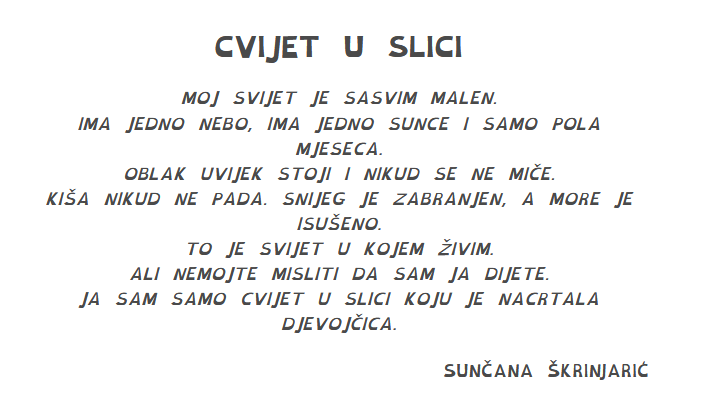 CVIJET U SLICI
MOJ SVIJET JE SASVIM MALEN.
IMA JEDNO NEBO, IMA JEDNO SUNCE I SAMO POLA
MJESECA.
OBLAK UVIJEK STOJI I NIKUD SE NE MIČE.
KIŠA NIKUD NE PADA. SNIJEG JE ZABRANJEN, A MORE JE
ISUŠENO.
TO JE SVIJET U KOJEM ŽIVIM.
ALI NEMOJTE MISLITI DA SAM JA DIJETE.
JA SAM SAMO CVIJET U SLICI KOJU JE NACRTALA
DJEVOJČICA.
SUNČANA ŠKRINJARIĆ